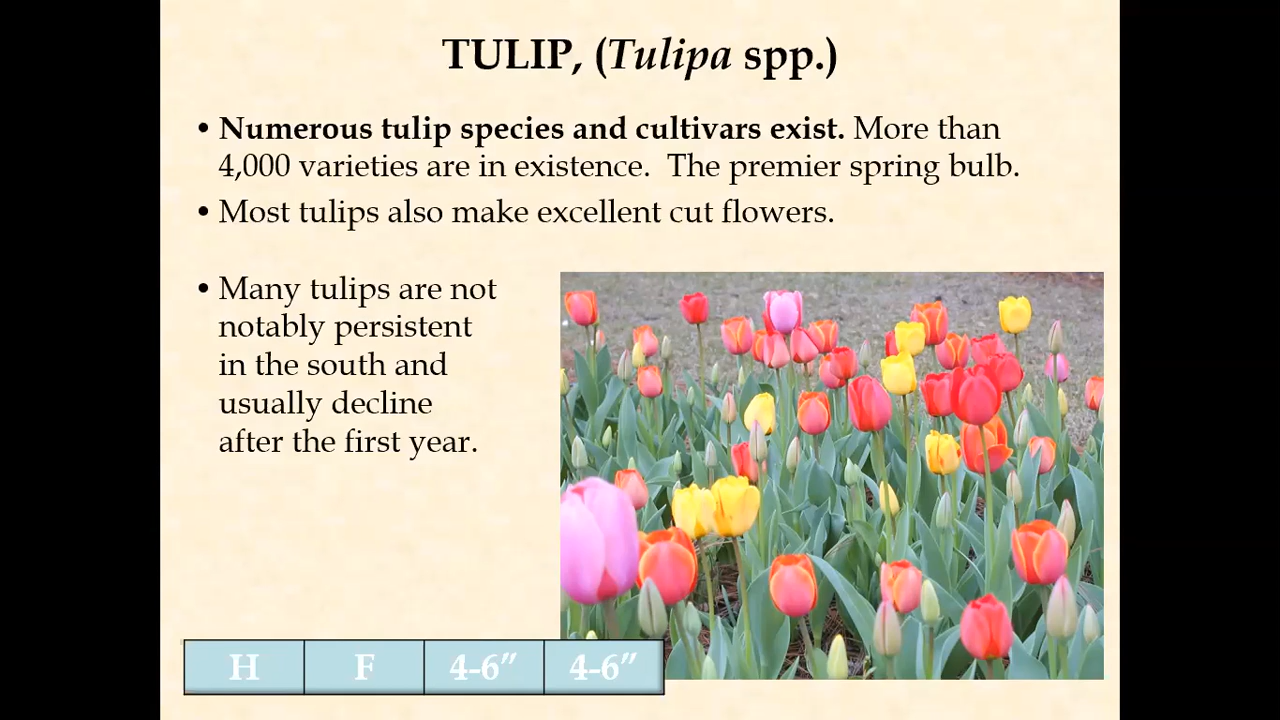 TULIP, (Tulipa spp.)
• Numerous tulip species and cultivars exist. More than
4,000 varieties are in existence.  The premier spring bulb.
• Most tulips also make excellent cut flowers.
• Many tulips are not
notably persistent
in the south and
usually decline
after the first year.
H F 4-6″ 4-6″